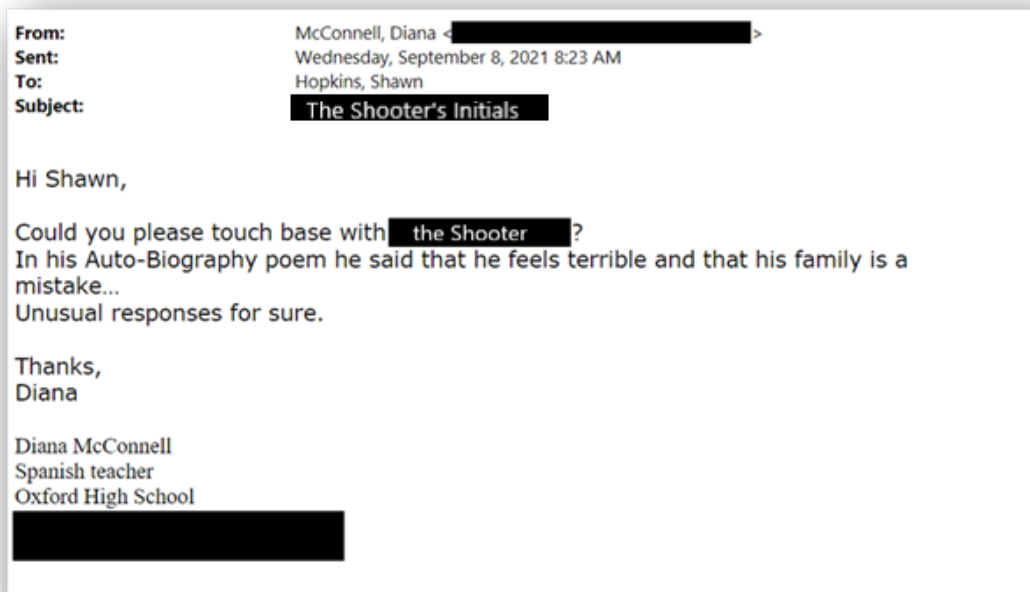 From: McConnell, Diana < >
Sent: Wednesday, September 8, 2021 8:23 AM
To: Hopkins, Shawn
Subject: The Shooter's Initials
Hi Shawn,
Could you please touch base with the Shooter ?
In his Auto-Biography poem he said that he feels terrible and that his family is a
mistake...
Unusual responses for sure.
Thanks,
Diana
Diana McConnell
Spanish teacher
Oxford High School